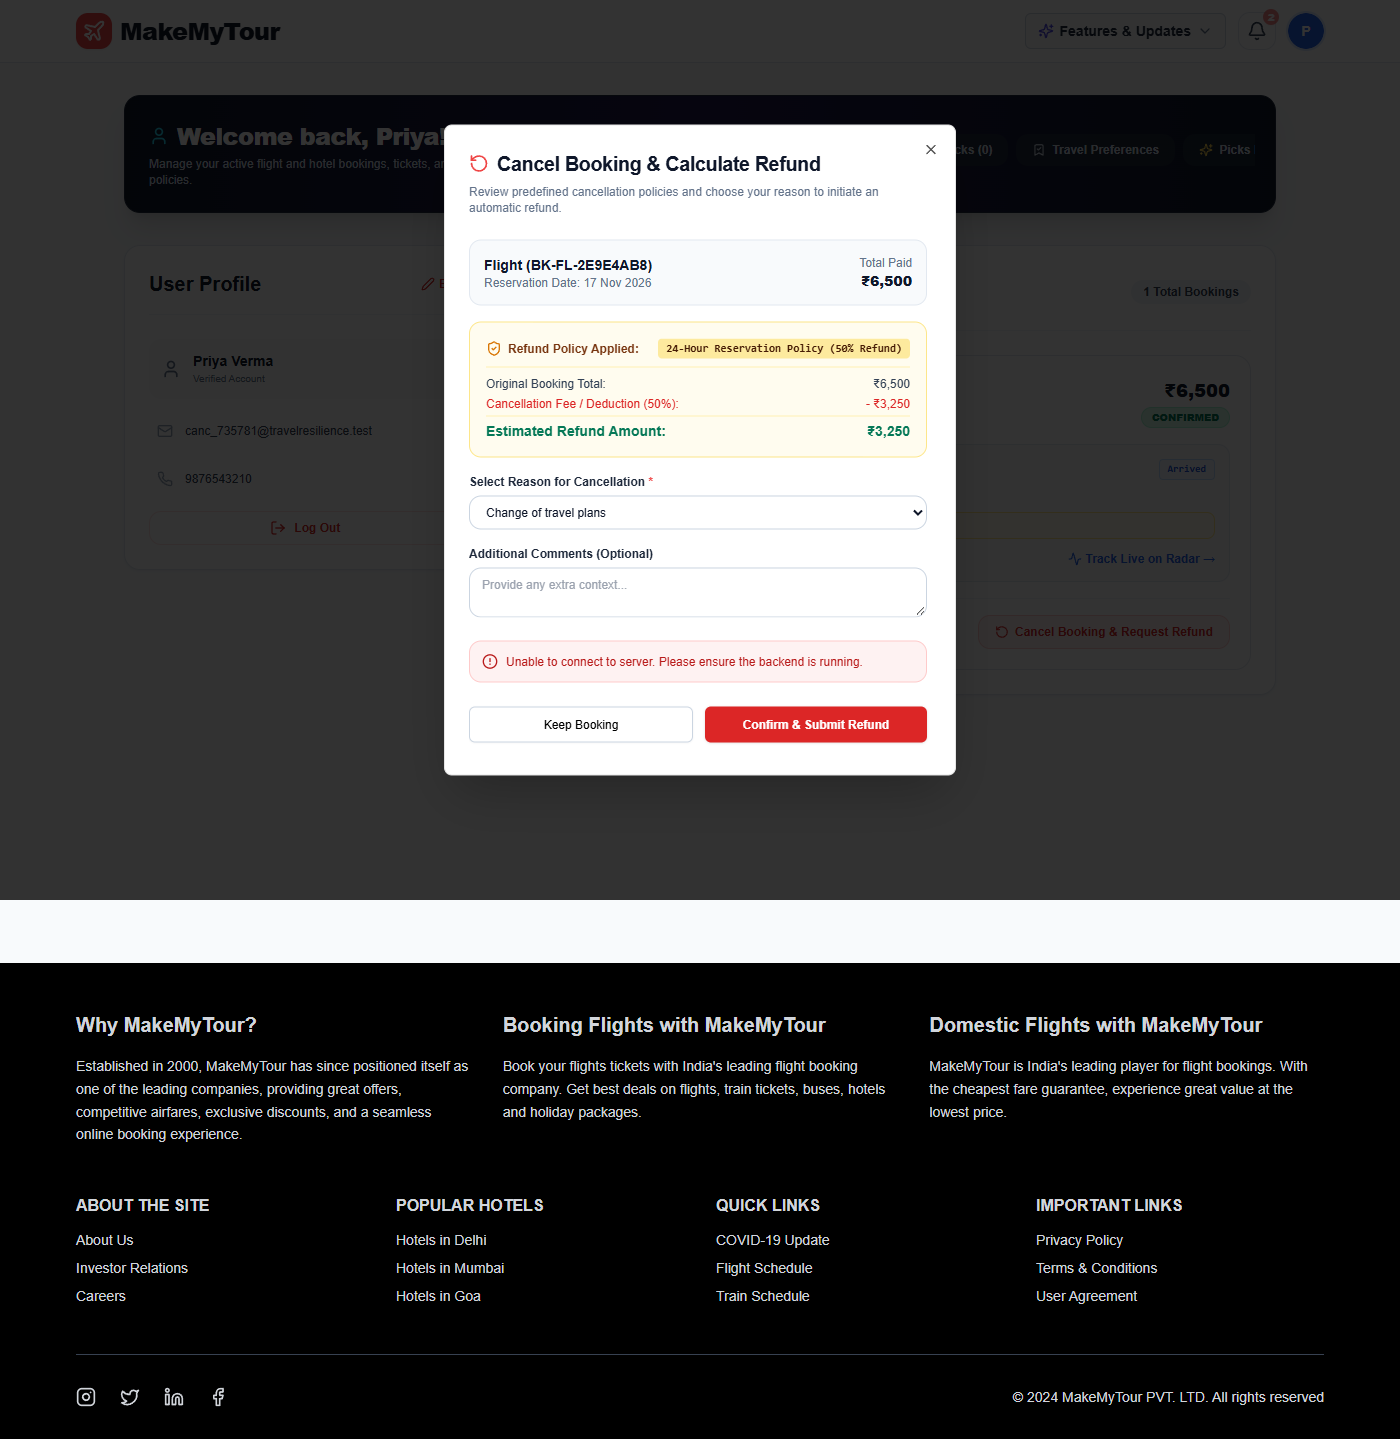 MakeMyTour
Features & Updates
2
P
Welcome back, Priya!
Manage your active flight and hotel bookings, tickets, an
policies.
cks (0)
Travel Preferences
Picks
User Profile
Priya Verma
Verified Account
canc_735781@travelresilience.test
9876543210
Log Out
1 Total Bookings
₹6,500
CONFIRMED
Arrived
Track Live on Radar →
Cancel Booking & Request Refund
Cancel Booking & Calculate Refund
Review predefined cancellation policies and choose your reason to initiate an
automatic refund.
Flight (BK-FL-2E9E4AB8)
Total Paid
Reservation Date: 17 Nov 2026
₹6,500
Refund Policy Applied:
24-Hour Reservation Policy (50% Refund)
Original Booking Total:
₹6,500
Cancellation Fee / Deduction (50%):
- ₹3,250
Estimated Refund Amount:
₹3,250
Select Reason for Cancellation *
Change of travel plans
Additional Comments (Optional)
Provide any extra context...
Unable to connect to server. Please ensure the backend is running.
Keep Booking
Confirm & Submit Refund
Why MakeMyTour?
Established in 2000, MakeMyTour has since positioned itself as
one of the leading companies, providing great offers,
competitive airfares, exclusive discounts, and a seamless
online booking experience.
Booking Flights with MakeMyTour
Book your flights tickets with India's leading flight booking
company. Get best deals on flights, train tickets, buses, hotels
and holiday packages.
Domestic Flights with MakeMyTour
MakeMyTour is India's leading player for flight bookings. With
the cheapest fare guarantee, experience great value at the
lowest price.
ABOUT THE SITE
About Us
Investor Relations
Careers
POPULAR HOTELS
Hotels in Delhi
Hotels in Mumbai
Hotels in Goa
QUICK LINKS
COVID-19 Update
Flight Schedule
Train Schedule
IMPORTANT LINKS
Privacy Policy
Terms & Conditions
User Agreement
© 2024 MakeMyTour PVT. LTD. All rights reserved